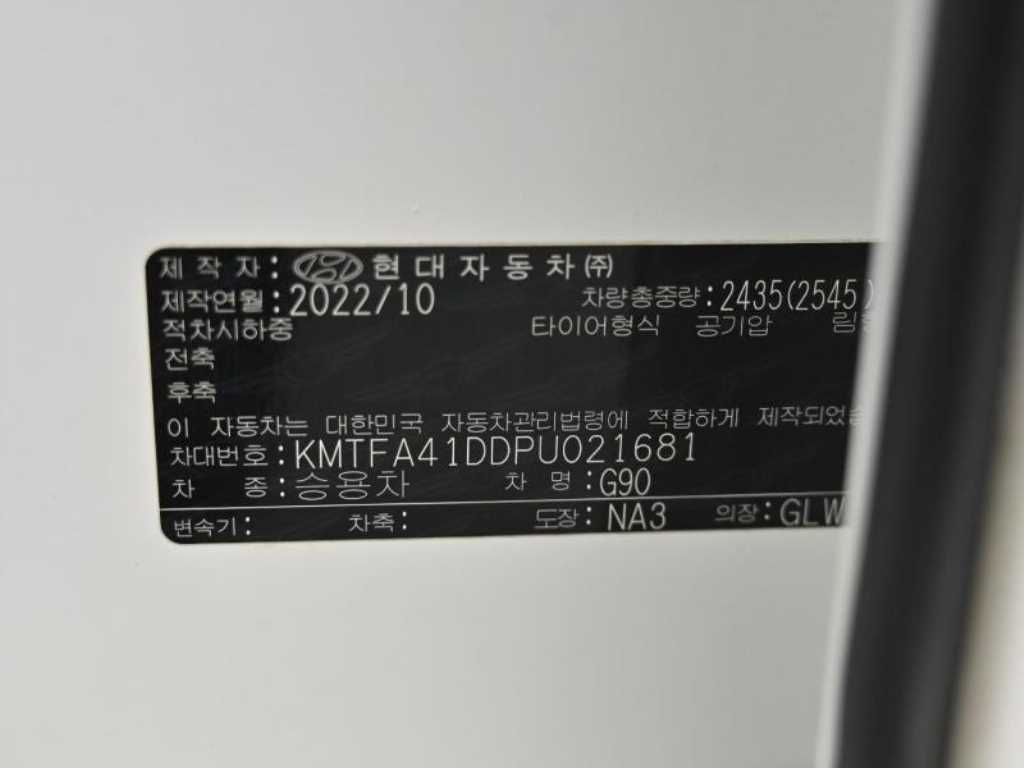 제 작 자 : 현대자동차(주)
제작연월 : 2022/10 차량총중량 : 2435(2545)
적차시하중 타이어형식 공기압
전축
후축
이 자동차는 대한민국 자동차관리법령에 적합하게 제작되었
차대번호 : KMTFA41DDPU021681
차 종 : 승용차 차 명 : G90
변속기 : 차축 : 도장 : NA3 의장 : GLW